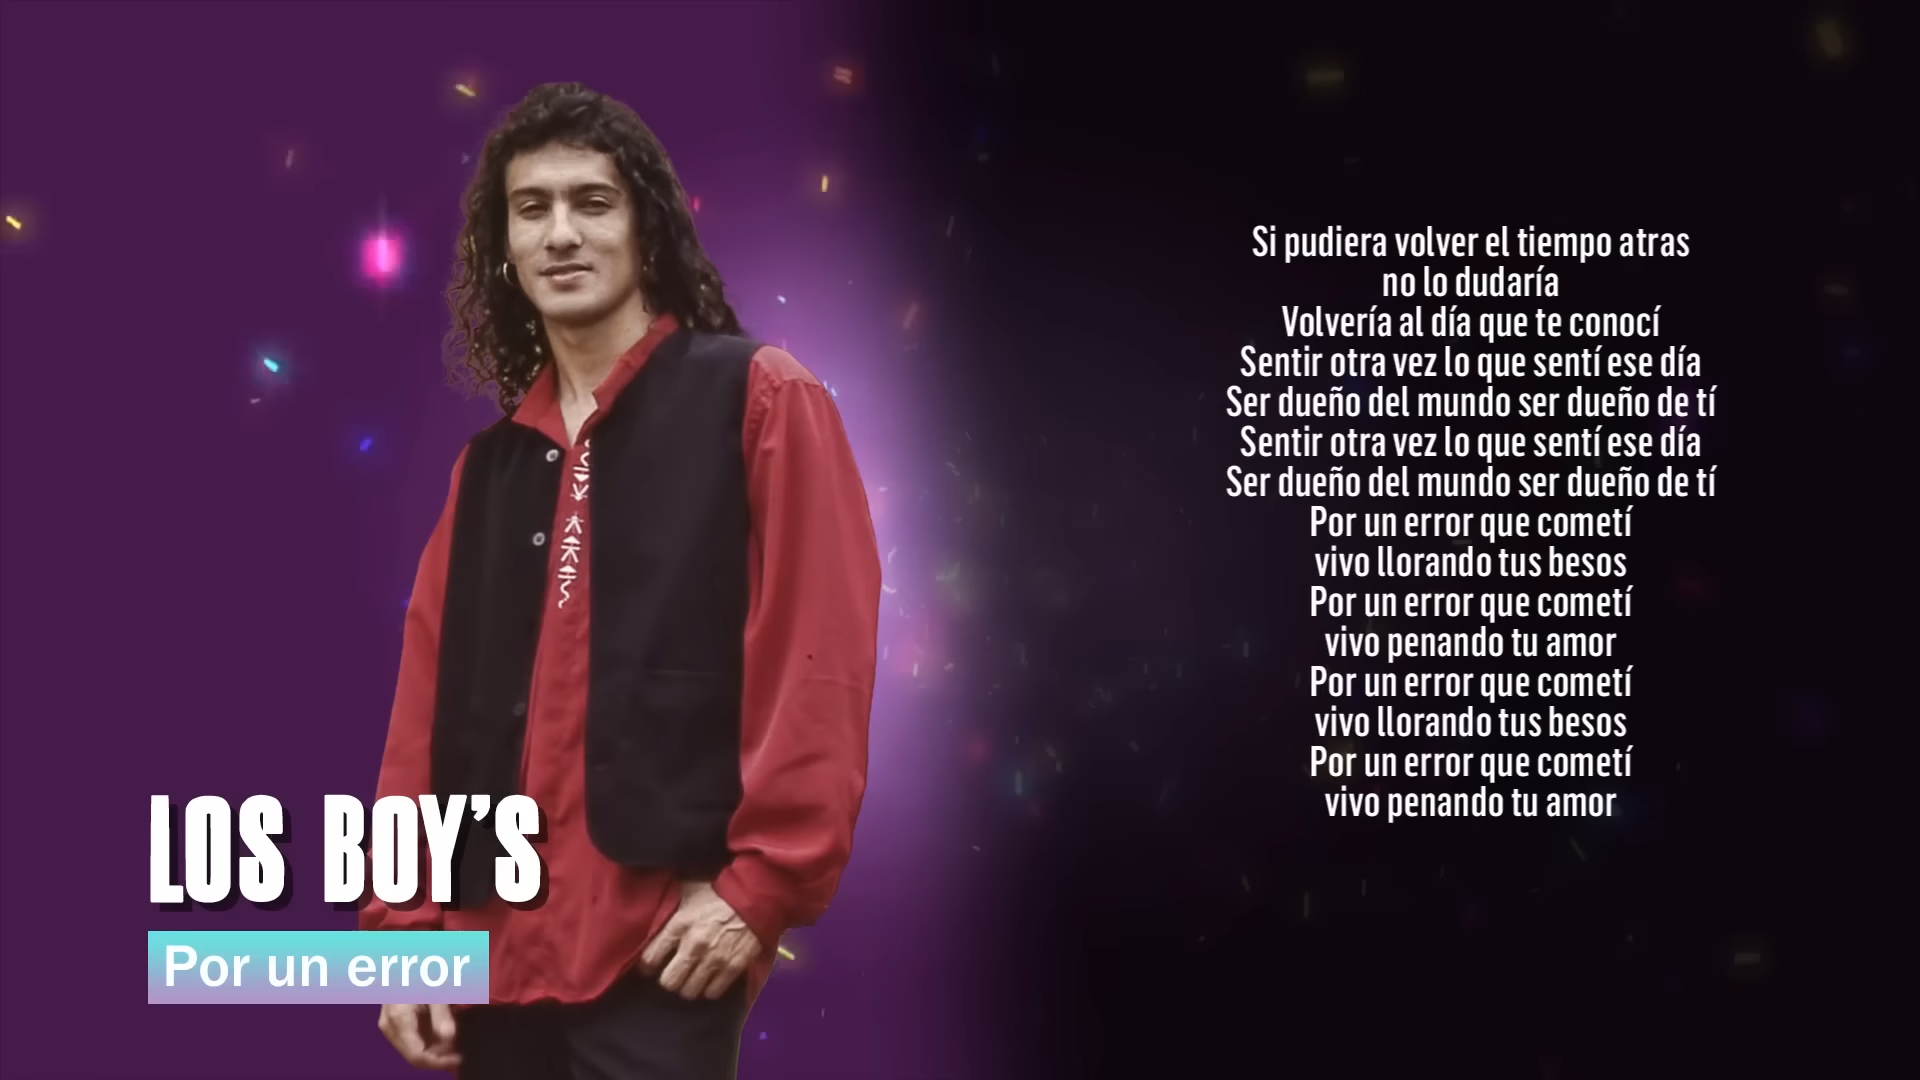 LOS BOY'S
Por un error
Si pudiera volver el tiempo atras
no lo dudaría
Volvería al día que te conocí
Sentir otra vez lo que sentí ese día
Ser dueño del mundo ser dueño de tí
Sentir otra vez lo que sentí ese día
Ser dueño del mundo ser dueño de tí
Por un error que cometí
vivo llorando tus besos
Por un error que cometí
vivo penando tu amor
Por un error que cometí
vivo llorando tus besos
Por un error que cometí
vivo penando tu amor